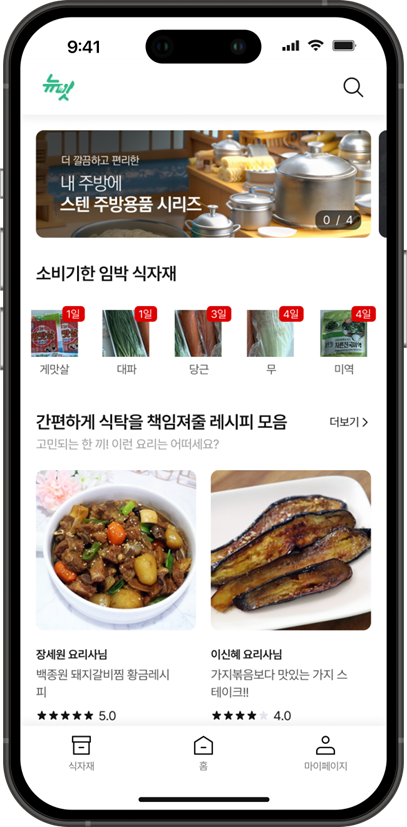 9:41
뉴밋
더 깔끔하고 편리한
내 주방에
스텐 주방용품 시리즈
0 / 4
소비기한 임박 식자재
1일
1일
3일
4일
4일
게맛살
대파
당근
무
미역
간편하게 식탁을 책임져줄 레시피 모음
더보기 >
고민되는 한 끼! 이런 요리는 어떠세요?
장세원 요리사님
이신혜 요리사님
백종원 돼지갈비찜 황금레시
피
가지볶음보다 맛있는 가지 스
테이크!!
★★★★★ 5.0
★★★★★ 4.0
식자재
홈
마이페이지